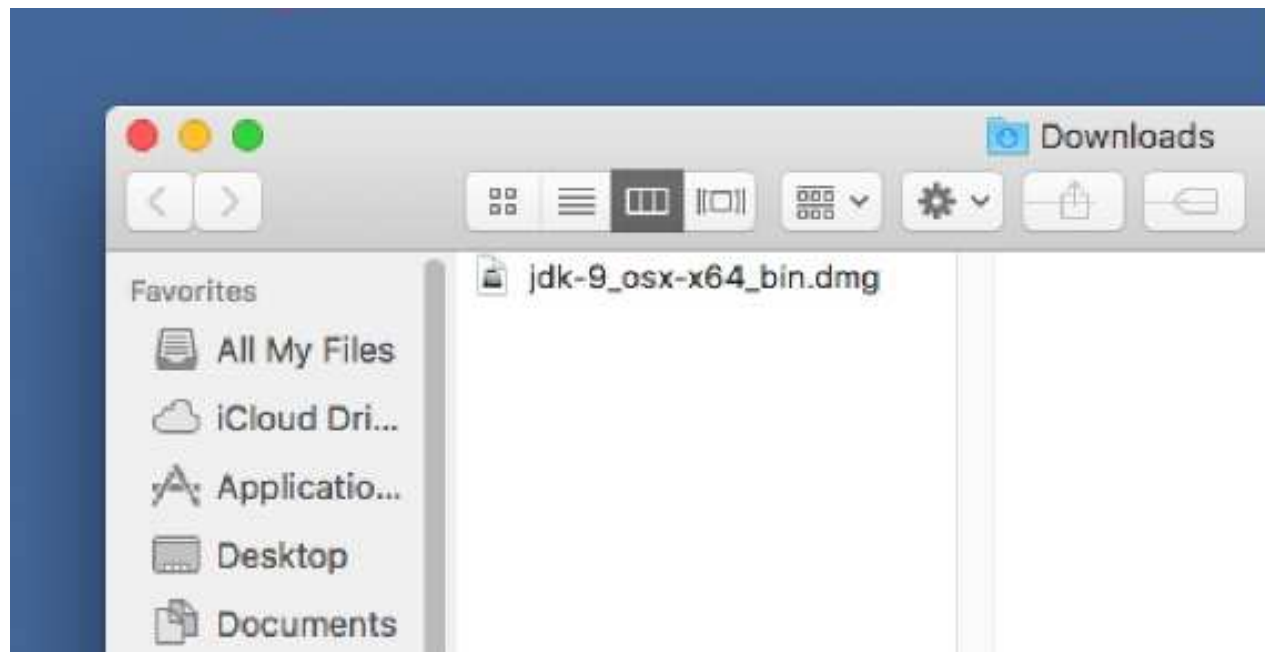 Downloads
Favorites
jdk-9_osx-x64_bin.dmg
All My Files
iCloud Dri...
Applicatio...
Desktop
Documents